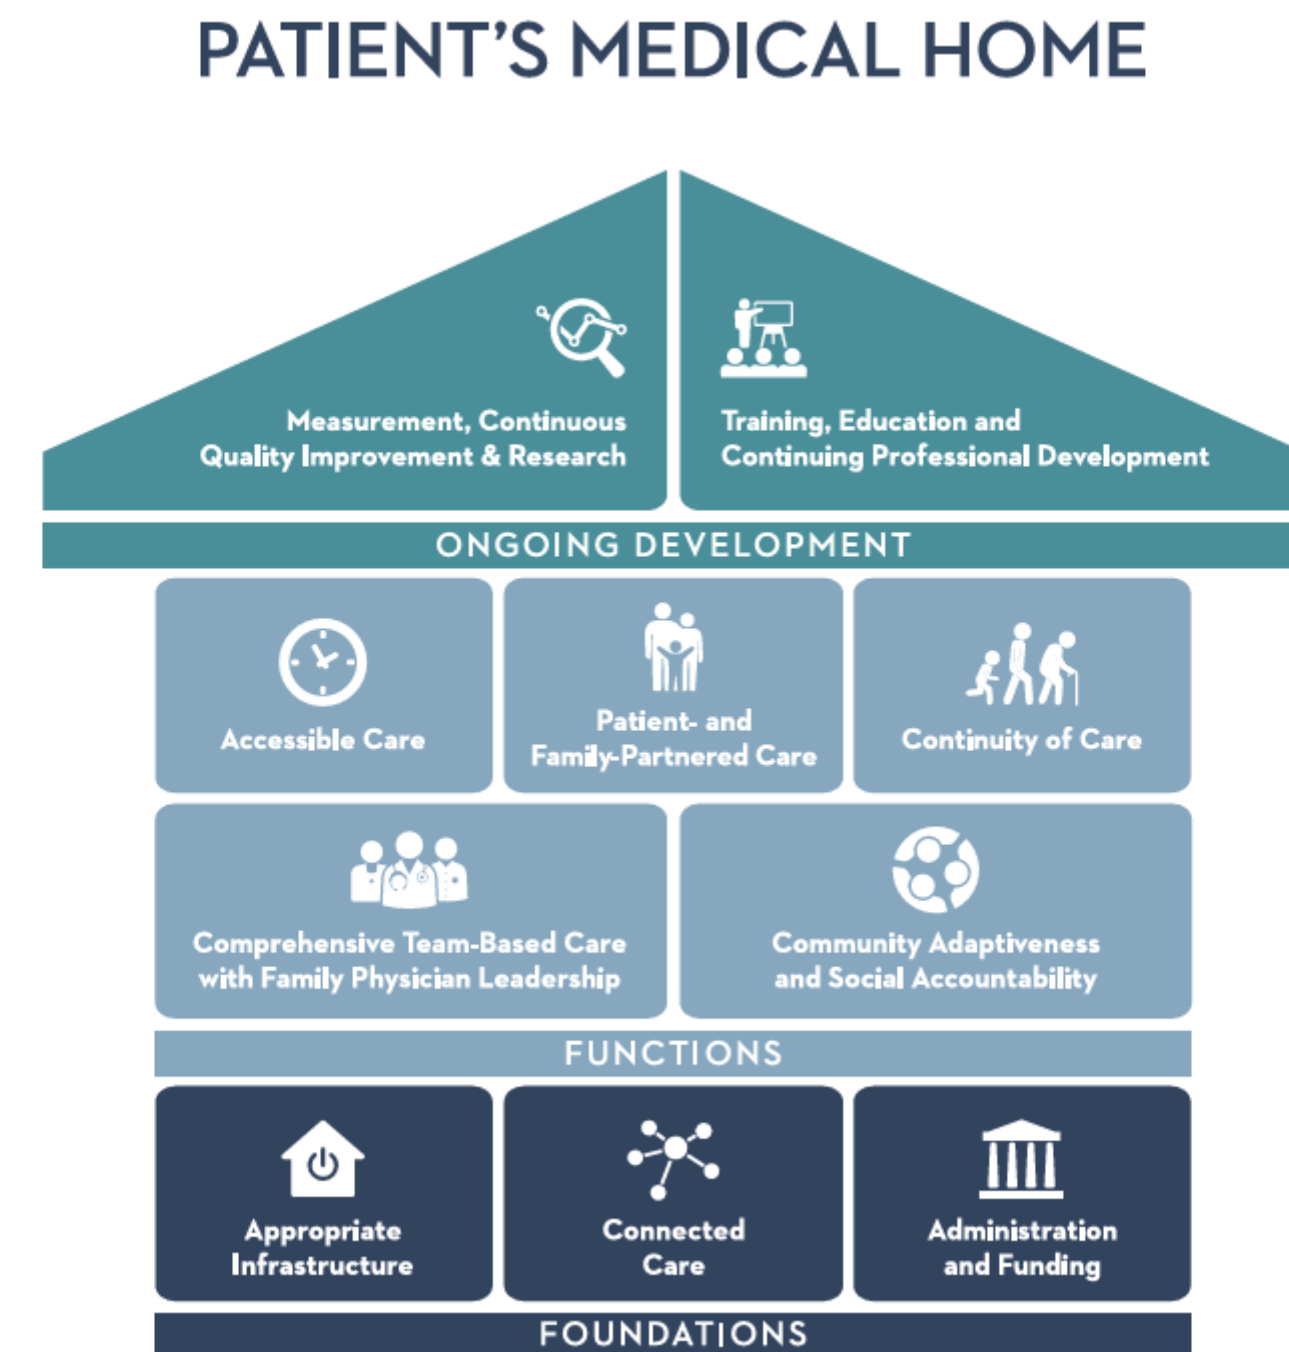 PATIENT'S MEDICAL HOME
Measurement, Continuous
Quality Improvement & Research
Training, Education and
Continuing Professional Development
ONGOING DEVELOPMENT
Accessible Care
Patient- and
Family-Partnered Care
Continuity of Care
Comprehensive Team-Based Care
with Family Physician Leadership
Community Adaptiveness
and Social Accountability
FUNCTIONS
Appropriate
Infrastructure
Connected
Care
Administration
and Funding
FOUNDATIONS